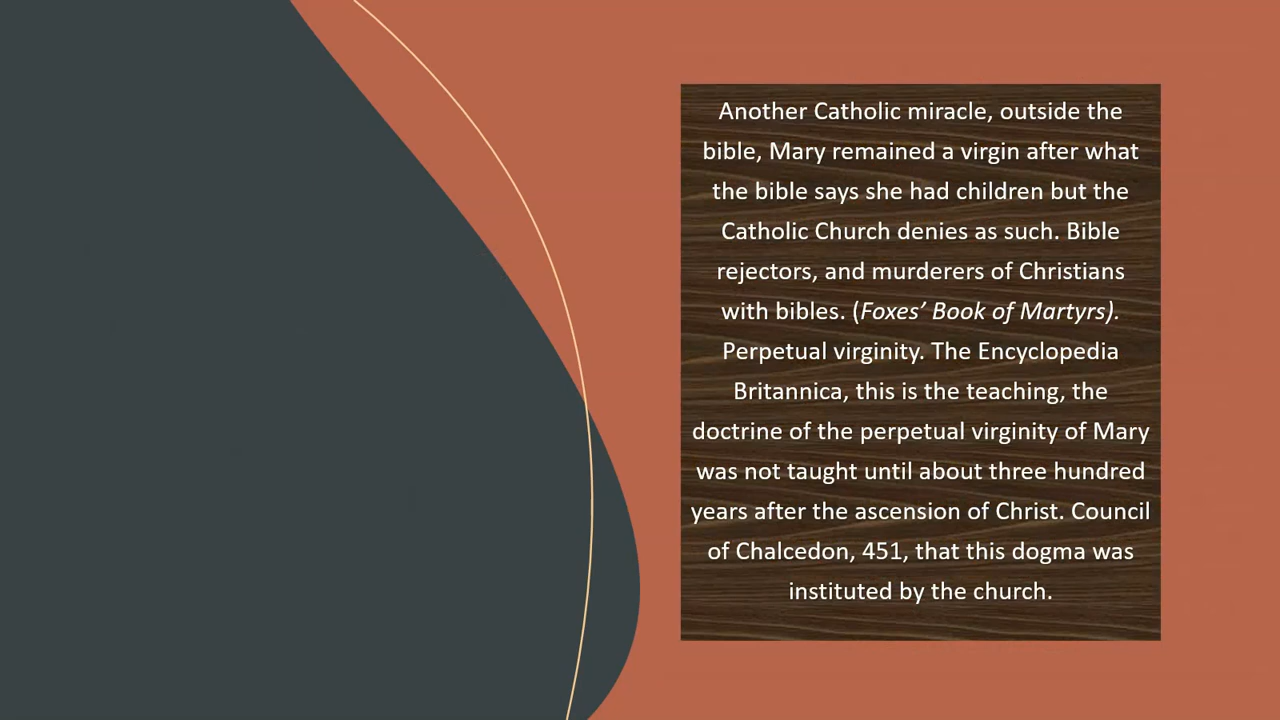 Another Catholic miracle, outside the
bible, Mary remained a virgin after what
the bible says she had children but the
Catholic Church denies as such. Bible
rejectors, and murderers of Christians
with bibles. (Foxes’ Book of Martyrs).
Perpetual virginity. The Encyclopedia
Britannica, this is the teaching, the
doctrine of the perpetual virginity of Mary
was not taught until about three hundred
years after the ascension of Christ. Council
of Chalcedon, 451, that this dogma was
instituted by the church.